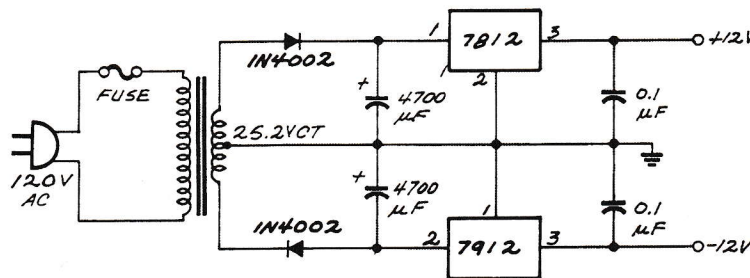 FUSE
120V
AC
25.2VCT
1N4002
+
4700
µF
1
7812
3
1
2
0.1
µF
+12V
+
4700
µF
1N4002
1
2
7912
3
0.1
µF
-12V